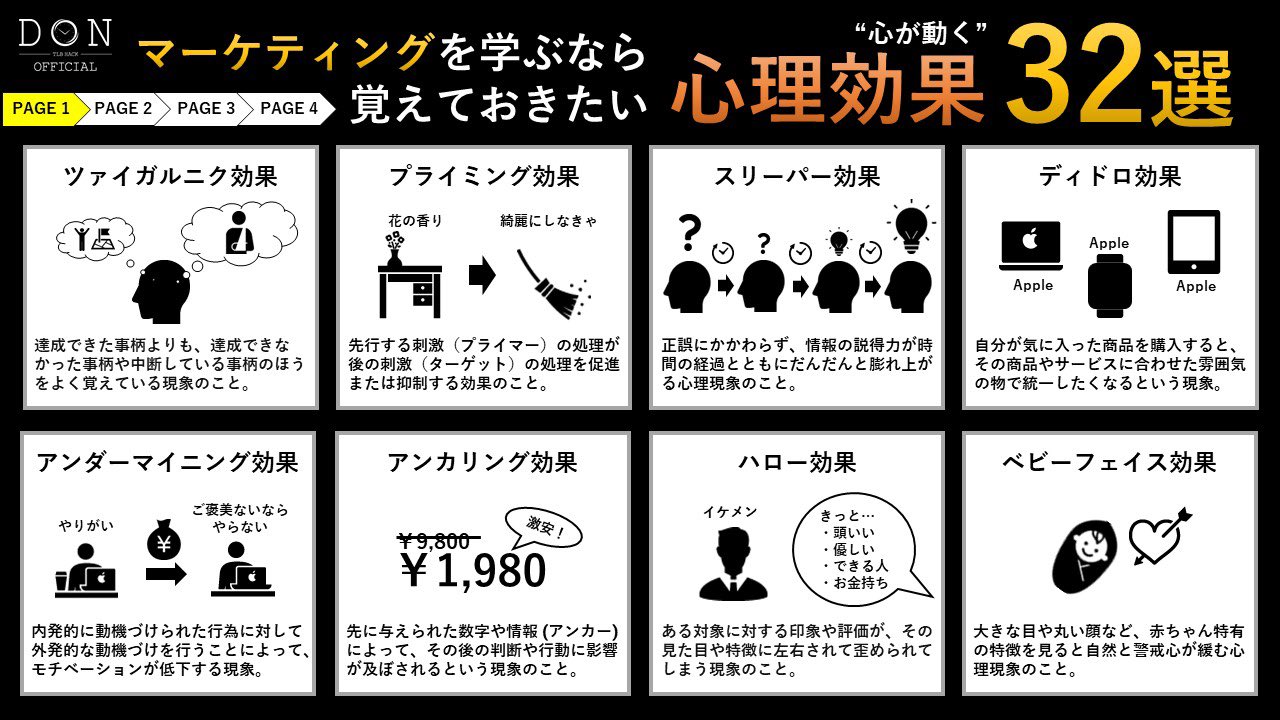 DON
TLB HACK
OFFICIAL
マーケティングを学ぶなら
覚えておきたい
“心が動く”
心理効果
32選
PAGE 1
PAGE 2
PAGE 3
PAGE 4
ツァイガルニク効果
達成できた事柄よりも、達成できな
かった事柄や中断している事柄のほう
をよく覚えている現象のこと。
プライミング効果
花の香り
綺麗にしなきゃ
先行する刺激（プライマー）の処理が
後の刺激（ターゲット）の処理を促進
または抑制する効果のこと。
スリーパー効果
?
?
正誤にかかわらず、情報の説得力が時
間の経過とともにだんだんと膨れ上が
る心理現象のこと。
ディドロ効果
Apple
Apple
Apple
自分が気に入った商品を購入すると、
その商品やサービスに合わせた雰囲気
の物で統一したくなるという現象。
アンダーマイニング効果
やりがい
¥
ご褒美ないなら
やらない
内発的に動機づけられた行為に対して
外発的な動機づけを行うことによって、
モチベーションが低下する現象。
アンカリング効果
￥9,800
激安！
￥1,980
先に与えられた数字や情報 (アンカー)
によって、その後の判断や行動に影響
が及ぼされるという現象のこと。
ハロー効果
イケメン
きっと…
・頭いい
・優しい
・できる人
・お金持ち
ある対象に対する印象や評価が、その
見た目や特徴に左右されて歪められて
しまう現象のこと。
ベビーフェイス効果
大きな目や丸い顔など、赤ちゃん特有
の特徴を見ると自然と警戒心が緩む心
理現象のこと。